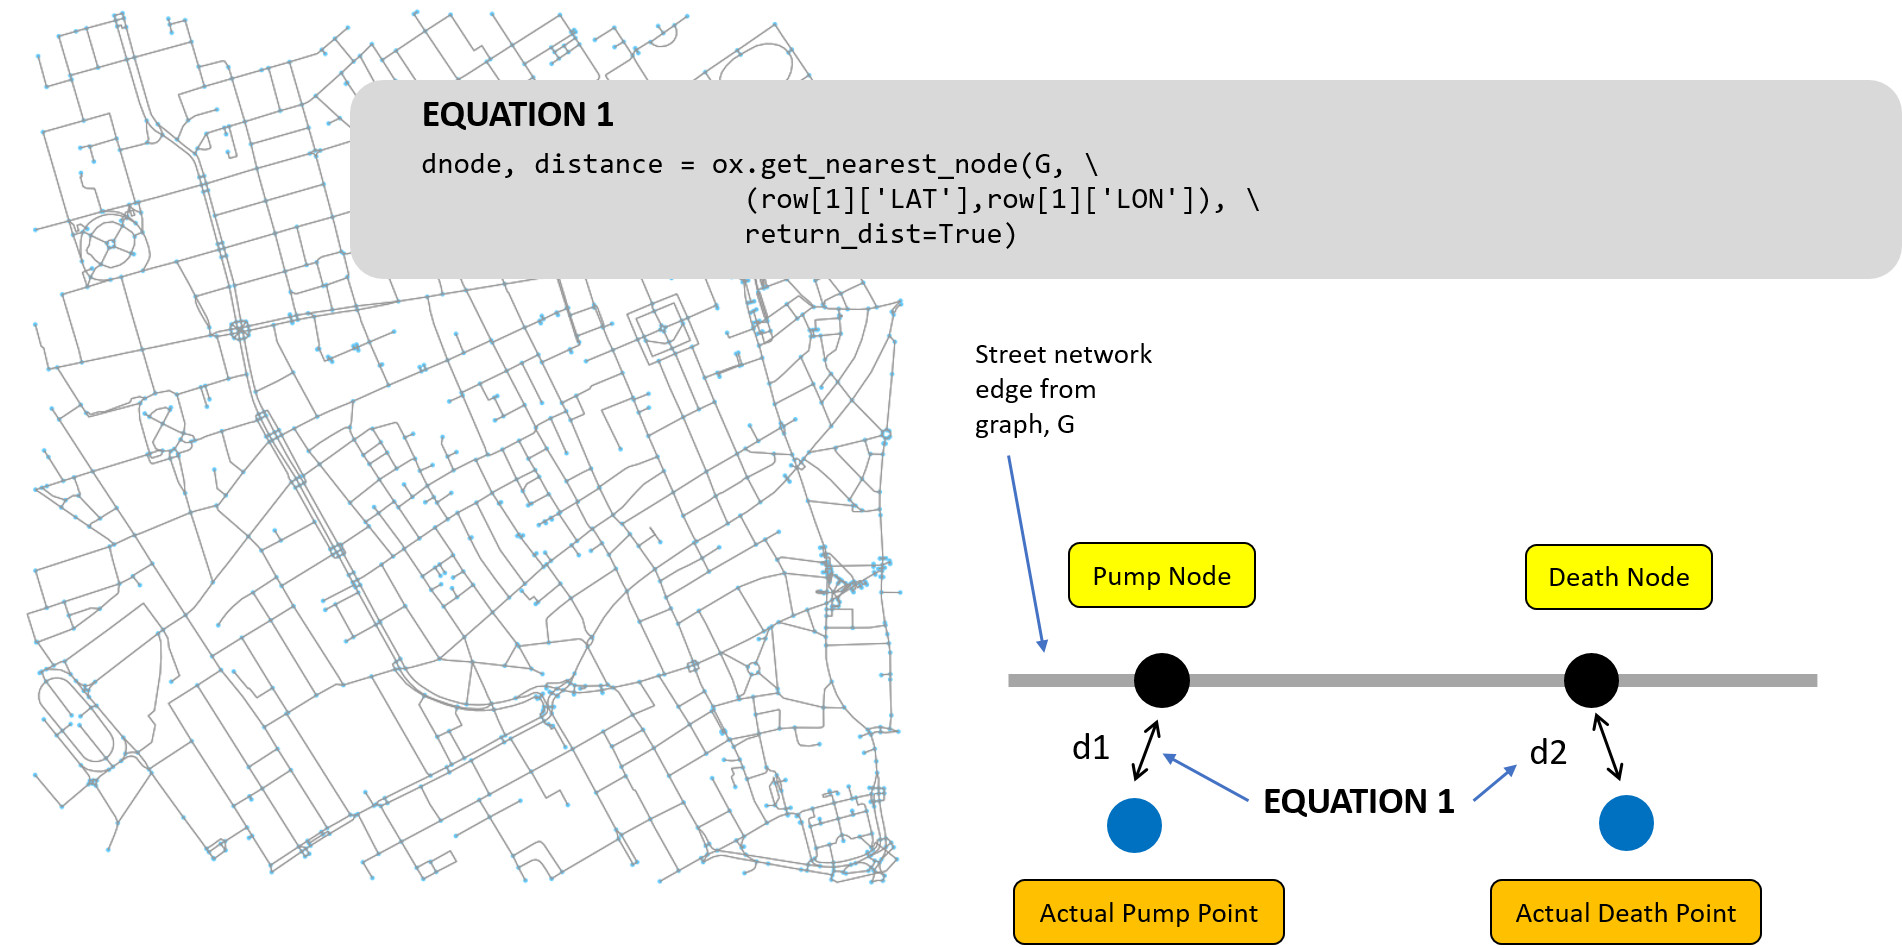 EQUATION 1
dnode, distance = ox.get_nearest_node(G, \
(row[1]['LAT'],row[1]['LON']), \
return_dist=True)
Street network
edge from
graph, G
Pump Node
Death Node
d1
d2
EQUATION 1
Actual Pump Point
Actual Death Point